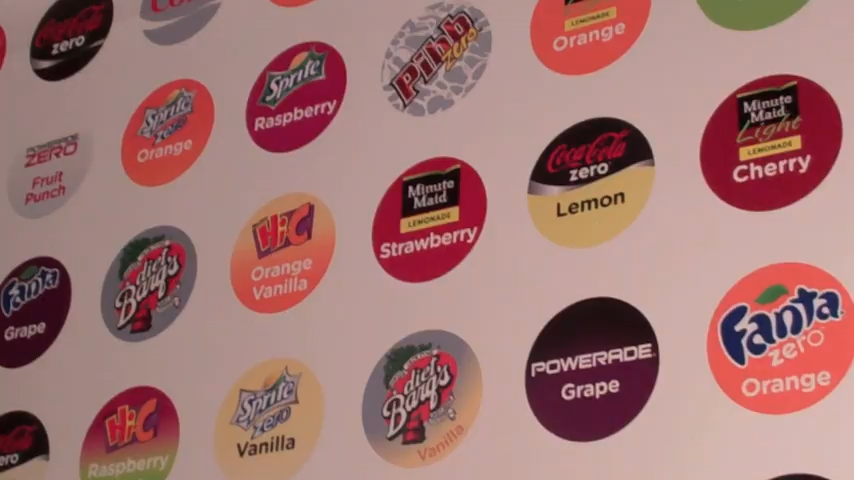 Coca-Cola
zero
Pibb
zero
MINUTE MAID
LEMONADE
Orange
Sprite
Raspberry
Sprite
zero
Orange
POWERADE
ZERO
Fruit
Punch
Minute
Maid
Light
LEMONADE
Cherry
Coca-Cola
zero
Lemon
Minute
Maid
LEMONADE
Strawberry
Hi-C
Orange
Vanilla
diet
Barq's
Fanta
Grape
Fanta
zero
Orange
POWERADE
Grape
diet
Barq's
Vanilla
Sprite
zero
Vanilla
Hi-C
Raspberry